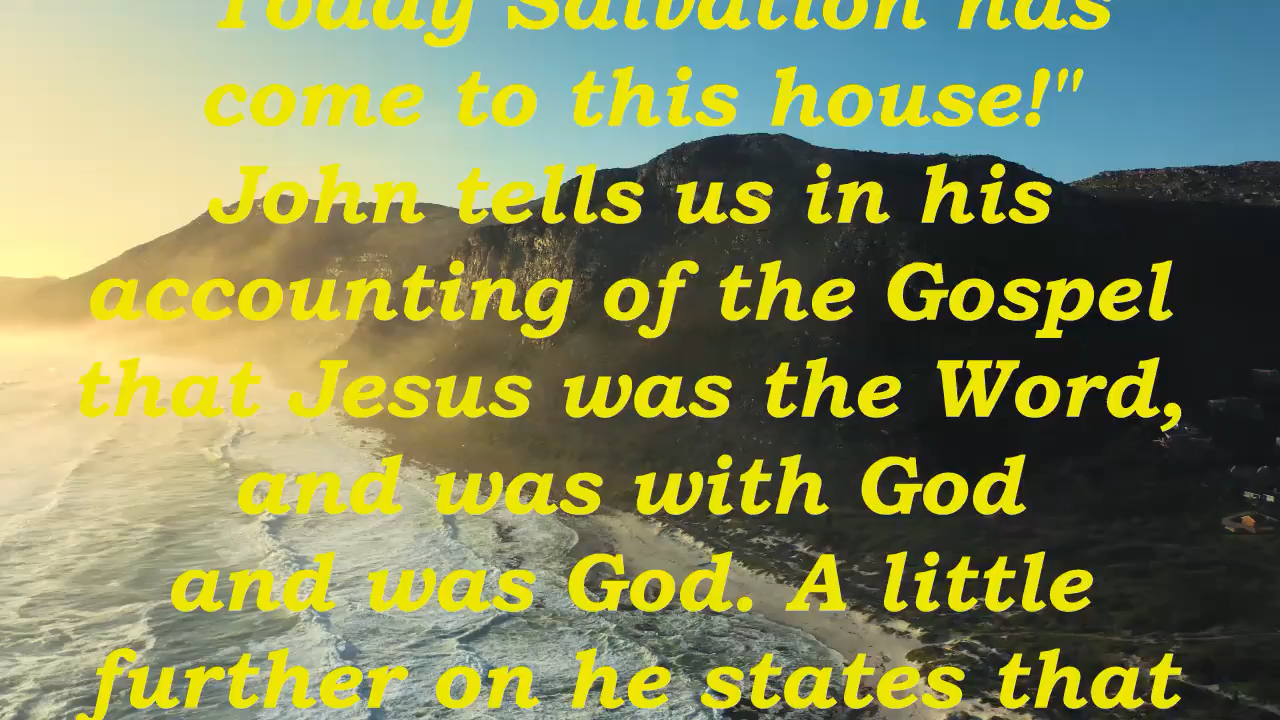 Today Salvation has
come to this house!"
John tells us in his
accounting of the Gospel
that Jesus was the Word,
and was with God
and was God. A little
further on he states that